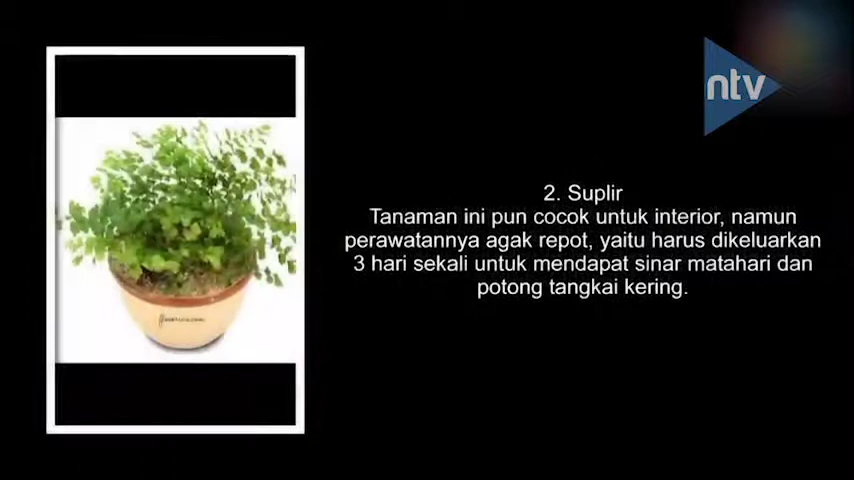 ntv
2. Suplir
Tanaman ini pun cocok untuk interior, namun
perawatannya agak repot, yaitu harus dikeluarkan
3 hari sekali untuk mendapat sinar matahari dan
potong tangkai kering.